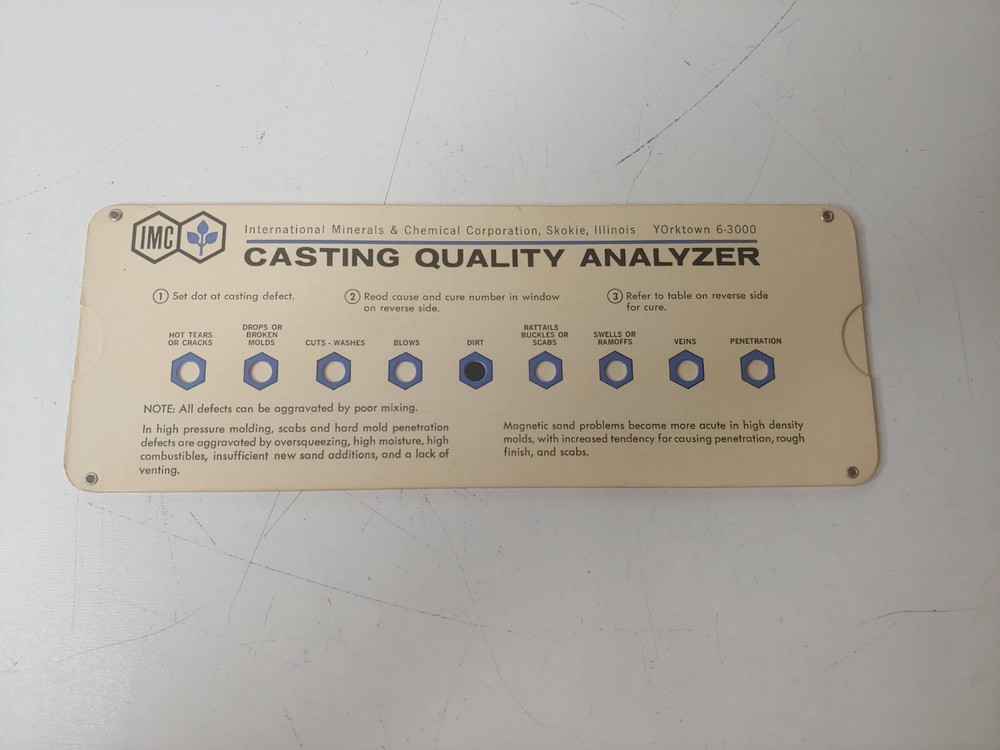 IMC
International Minerals & Chemical Corporation, Skokie, Illinois YOrktown 6-3000
CASTING QUALITY ANALYZER
1 Set dot at casting defect.
2 Read cause and cure number in window
on reverse side.
3 Refer to table on reverse side
for cure.
HOT TEARS
OR CRACKS
DROPS OR
BROKEN
MOLDS
CUTS - WASHES
BLOWS
DIRT
RATTAILS
BUCKLES OR
SCABS
SWELLS OR
RAMOFFS
VEINS
PENETRATION
NOTE: All defects can be aggravated by poor mixing.
In high pressure molding, scabs and hard mold penetration
defects are aggravated by oversqueezing, high moisture, high
combustibles, insufficient new sand additions, and a lack of
venting.
Magnetic sand problems become more acute in high density
molds, with increased tendency for causing penetration, rough
finish, and scabs.